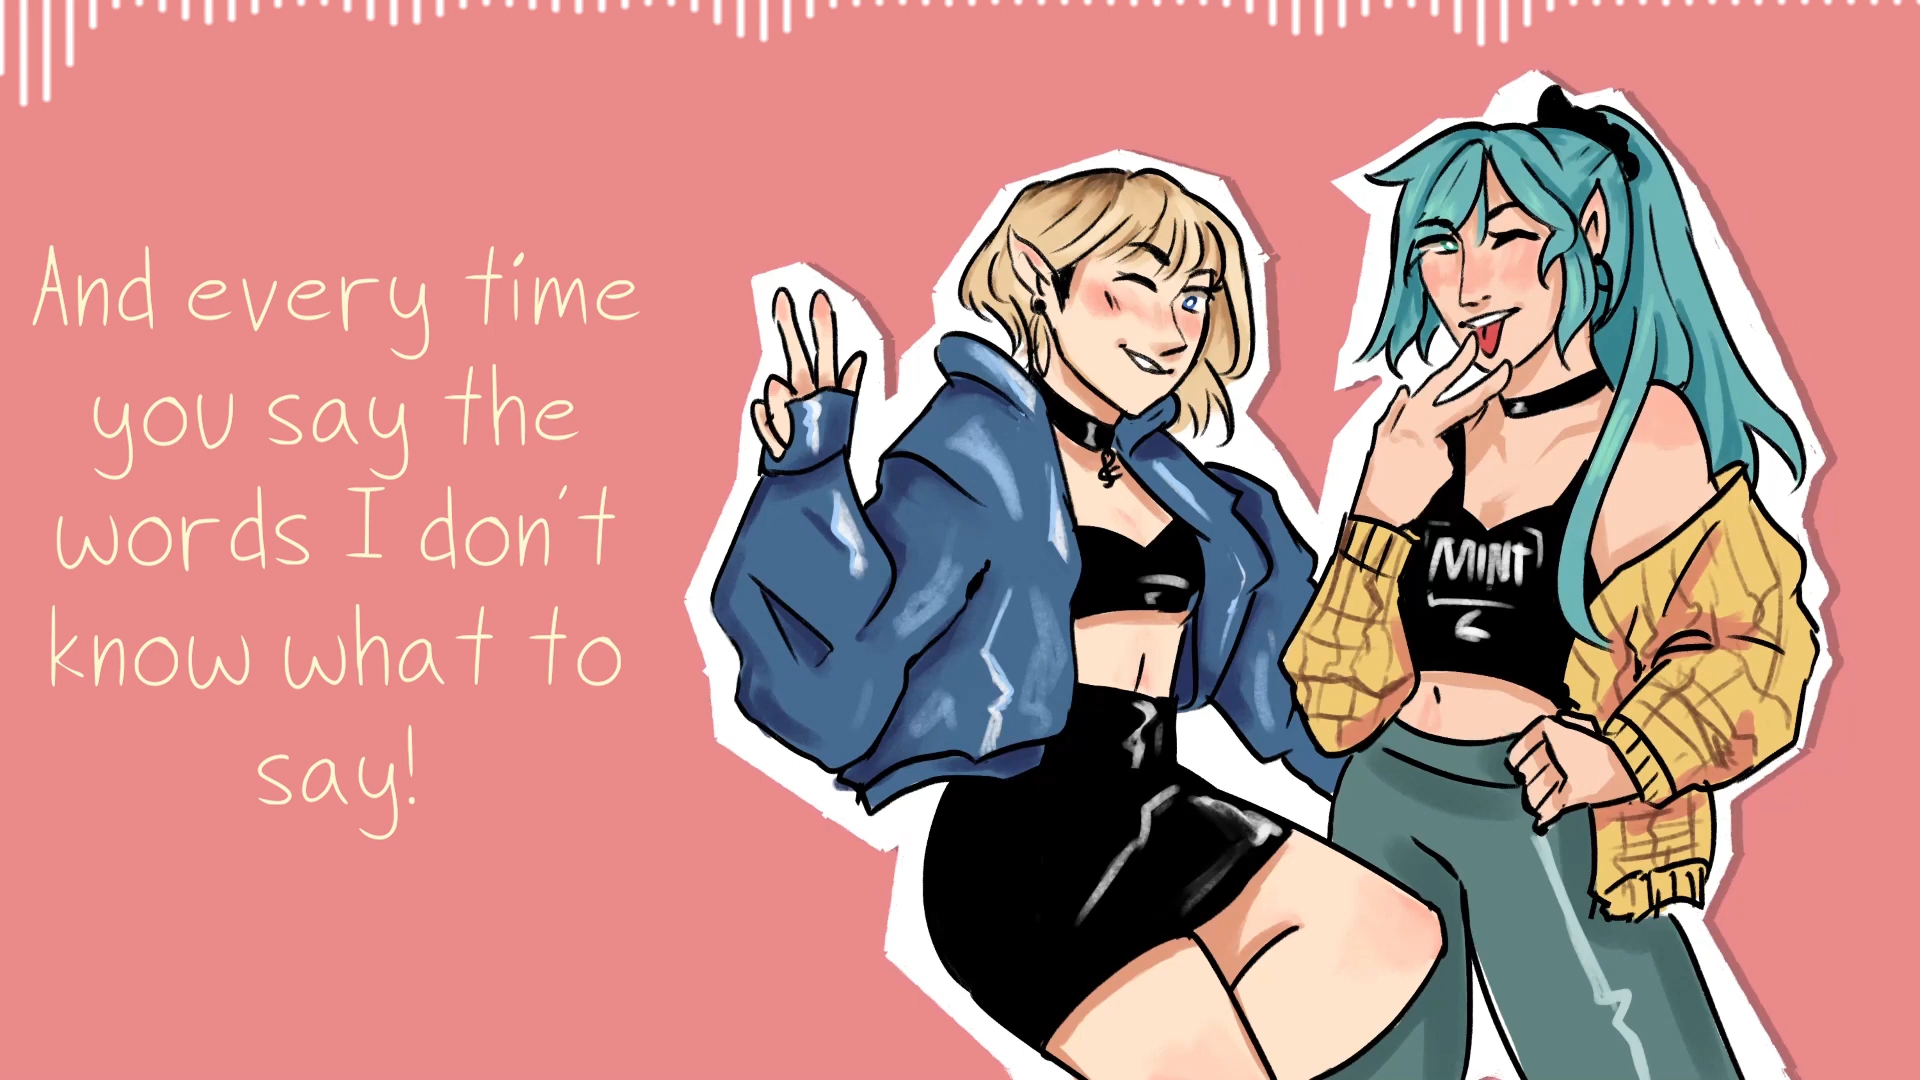 And every time
you say the
words I don't
know what to
say!
MINT